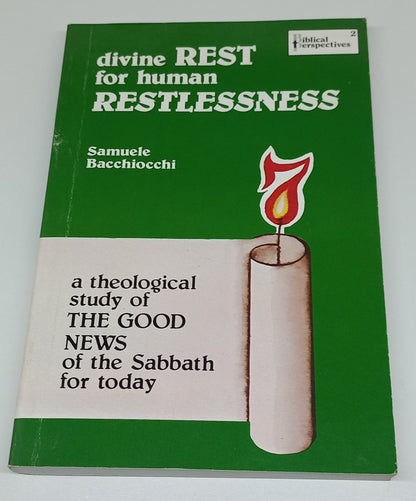 2
Biblical
Perspectives
divine REST
for human
RESTLESSNESS
Samuele
Bacchiocchi
7
a theological
study of
THE GOOD
NEWS
of the Sabbath
for today